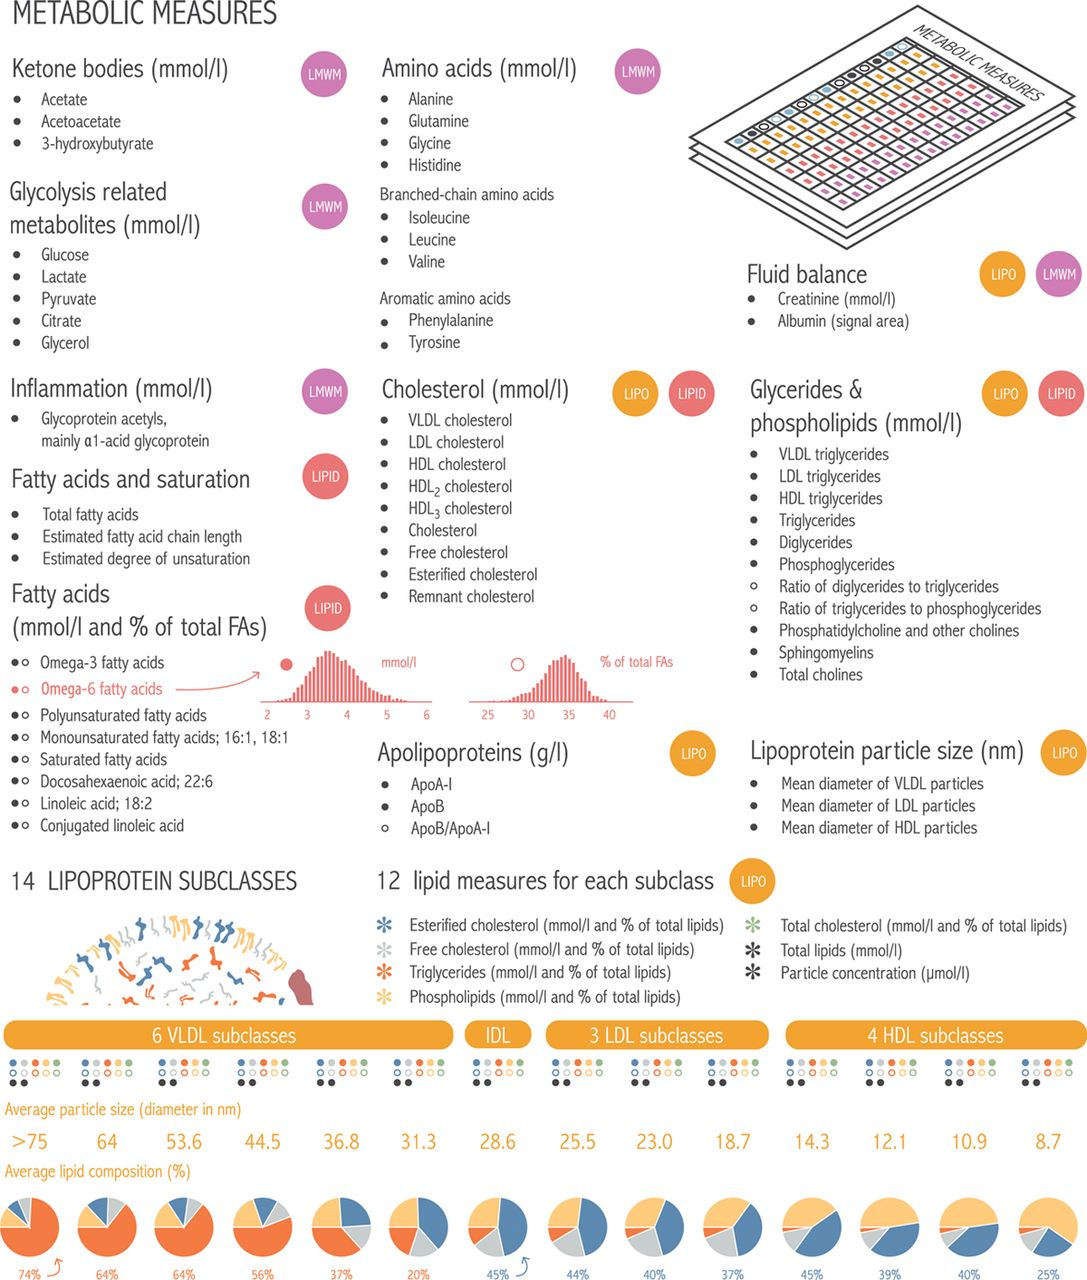 METABOLIC MEASURES
Ketone bodies (mmol/l)
LMWM
Acetate
Acetoacetate
3-hydroxybutyrate
Glycolysis related
metabolites (mmol/l)
LMWM
Glucose
Lactate
Pyruvate
Citrate
Glycerol
Inflammation (mmol/l)
LMWM
Glycoprotein acetyls,
mainly α1-acid glycoprotein
Fatty acids and saturation
LIPID
Total fatty acids
Estimated fatty acid chain length
Estimated degree of unsaturation
Fatty acids
(mmol/l and % of total FAs)
LIPID
Omega-3 fatty acids
Omega-6 fatty acids
Polyunsaturated fatty acids
Monounsaturated fatty acids; 16:1, 18:1
Saturated fatty acids
Docosahexaenoic acid; 22:6
Linoleic acid; 18:2
Conjugated linoleic acid
mmol/l
2 3 4 5 6
% of total FAs
25 30 35 40
Amino acids (mmol/l)
LMWM
Alanine
Glutamine
Glycine
Histidine
Branched-chain amino acids
Isoleucine
Leucine
Valine
Aromatic amino acids
Phenylalanine
Tyrosine
Cholesterol (mmol/l)
LIPO LIPID
VLDL cholesterol
LDL cholesterol
HDL cholesterol
HDL2 cholesterol
HDL3 cholesterol
Cholesterol
Free cholesterol
Esterified cholesterol
Remnant cholesterol
Apolipoproteins (g/l)
LIPO
ApoA-I
ApoB
ApoB/ApoA-I
METABOLIC MEASURES
Fluid balance
LIPO LMWM
Creatinine (mmol/l)
Albumin (signal area)
Glycerides &
phospholipids (mmol/l)
LIPO LIPID
VLDL triglycerides
LDL triglycerides
HDL triglycerides
Triglycerides
Diglycerides
Phosphoglycerides
Ratio of diglycerides to triglycerides
Ratio of triglycerides to phosphoglycerides
Phosphatidylcholine and other cholines
Sphingomyelins
Total cholines
Lipoprotein particle size (nm)
LIPO
Mean diameter of VLDL particles
Mean diameter of LDL particles
Mean diameter of HDL particles
14 LIPOPROTEIN SUBCLASSES
12 lipid measures for each subclass
LIPO
Esterified cholesterol (mmol/l and % of total lipids)
Free cholesterol (mmol/l and % of total lipids)
Triglycerides (mmol/l and % of total lipids)
Phospholipids (mmol/l and % of total lipids)
Total cholesterol (mmol/l and % of total lipids)
Total lipids (mmol/l)
Particle concentration (µmol/l)
6 VLDL subclasses IDL 3 LDL subclasses 4 HDL subclasses
Average particle size (diameter in nm)
>75 64 53.6 44.5 36.8 31.3 28.6 25.5 23.0 18.7 14.3 12.1 10.9 8.7
Average lipid composition (%)
74% 64% 64% 56% 37% 20% 45% 44% 40% 37% 45% 39% 40% 25%